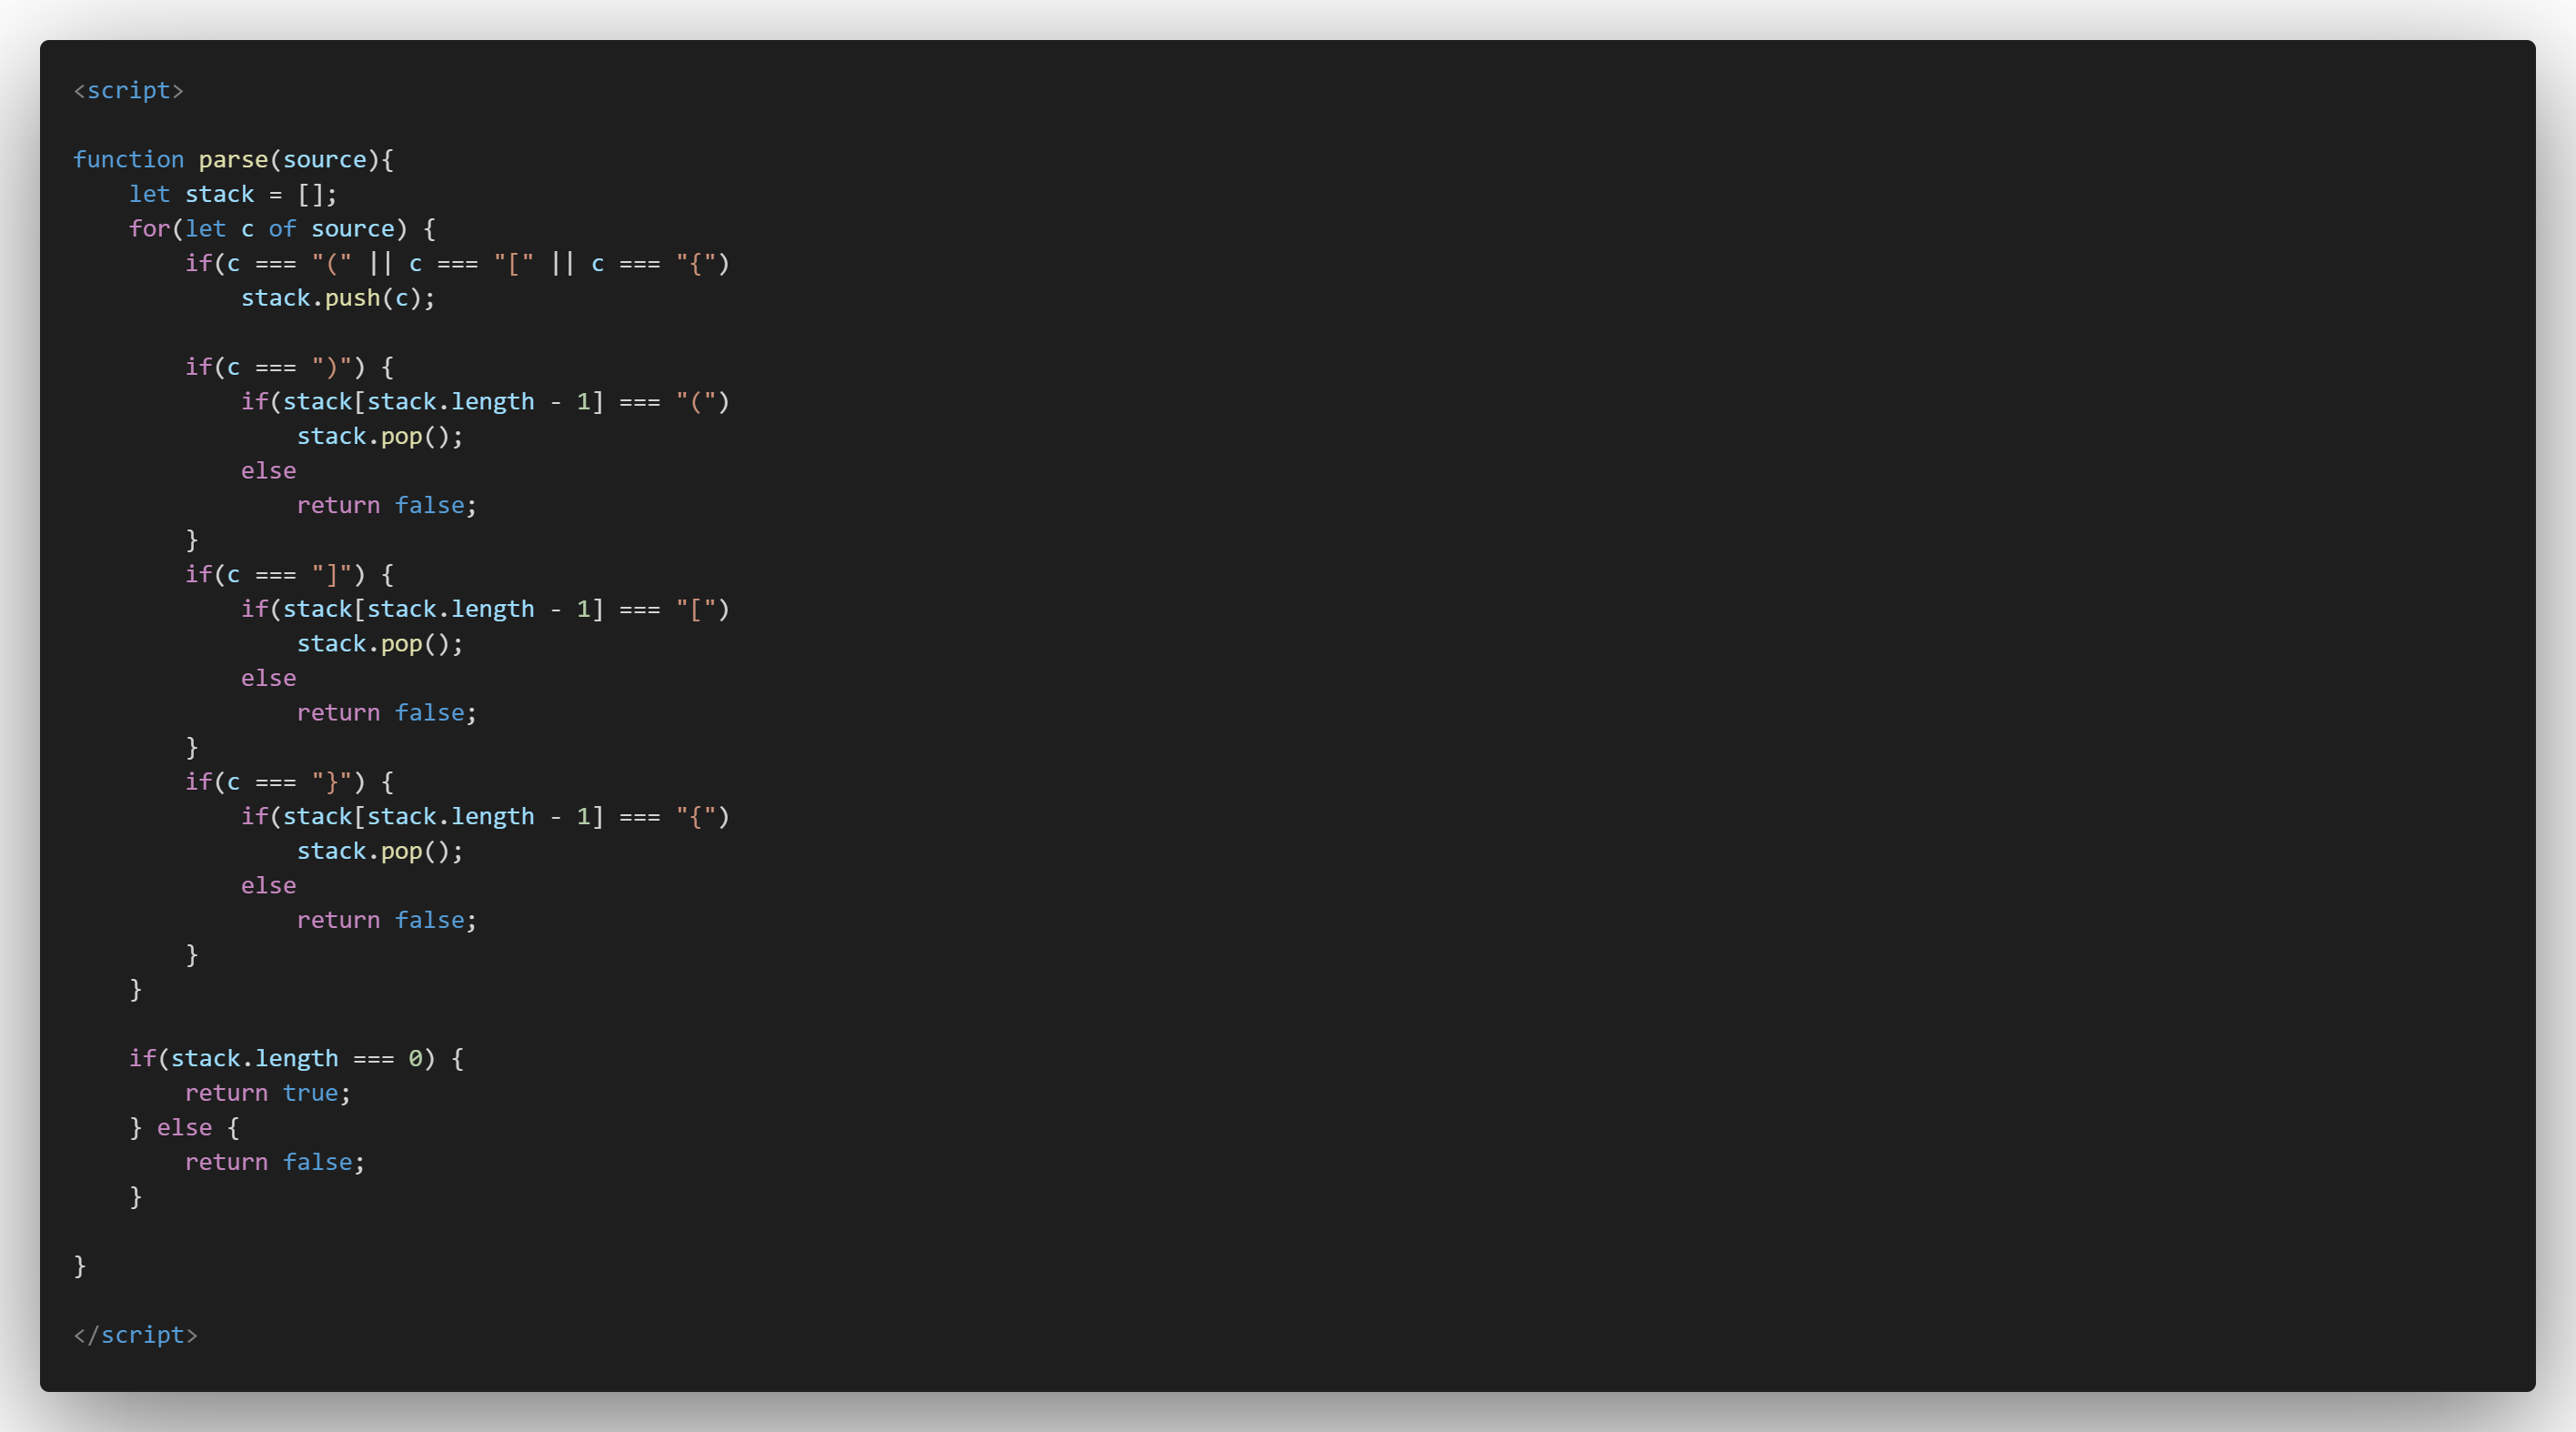 <script>
function parse(source){
    let stack = [];
    for(let c of source) {
        if(c === "(" || c === "[" || c === "{")
            stack.push(c);
        if(c === ")") {
            if(stack[stack.length - 1] === "(")
                stack.pop();
            else
                return false;
        }
        if(c === "]") {
            if(stack[stack.length - 1] === "[")
                stack.pop();
            else
                return false;
        }
        if(c === "}") {
            if(stack[stack.length - 1] === "{")
                stack.pop();
            else
                return false;
        }
    }
    if(stack.length === 0) {
        return true;
    } else {
        return false;
    }
}
</script>